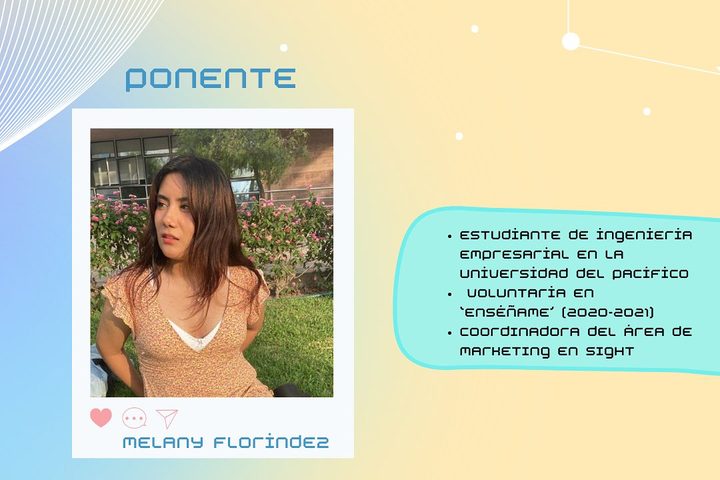 PONENTE
MELANY FLORINDEZ
• ESTUDIANTE DE INGENIERÍA
EMPRESARIAL EN LA
UNIVERSIDAD DEL PACÍFICO
• VOLUNTARIA EN
'ENSÉÑAME' (2020-2021)
• COORDINADORA DEL ÁREA DE
MARKETING EN SIGHT